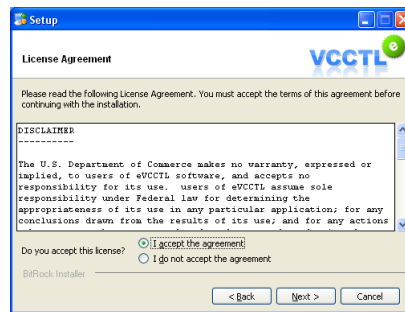 Setup
License Agreement
VCCTL
e
Please read the following License Agreement. You must accept the terms of this agreement before
continuing with the installation.
DISCLAIMER
----------
The U.S. Department of Commerce makes no warranty, expressed or
implied, to users of eVCCTL software, and accepts no
responsibility for its use.  users of eVCCTL assume sole
responsibility under Federal law for determining the
appropriateness of its use in any particular application; for any
conclusions drawn from the results of its use; and for any actions
Do you accept this license?
I accept the agreement
I do not accept the agreement
BitRock Installer
< Back
Next >
Cancel